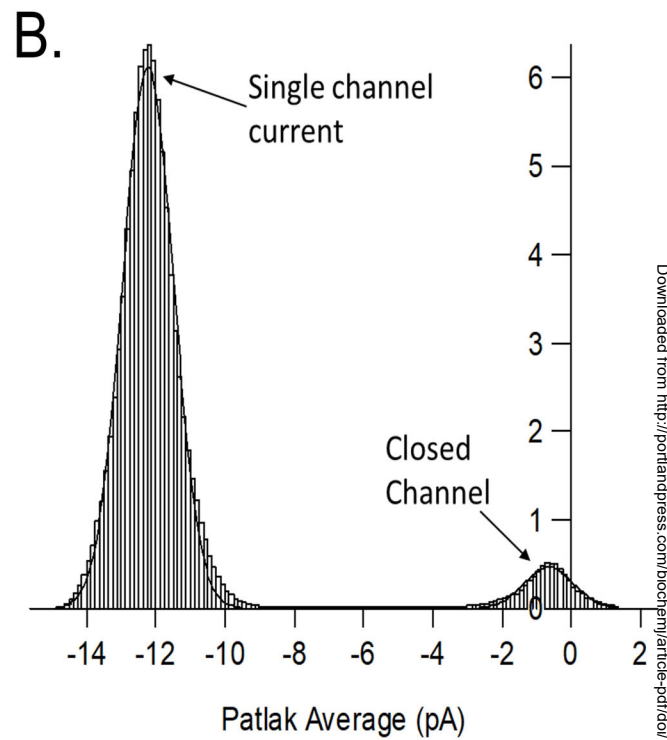 B.
Single channel
current
6
5
4
3
2
1
0
Closed
Channel
-14 -12 -10 -8 -6 -4 -2 0 2
Patlak Average (pA)
Downloaded from http://portlandpress.com/biochemj/article-pdf/doi/